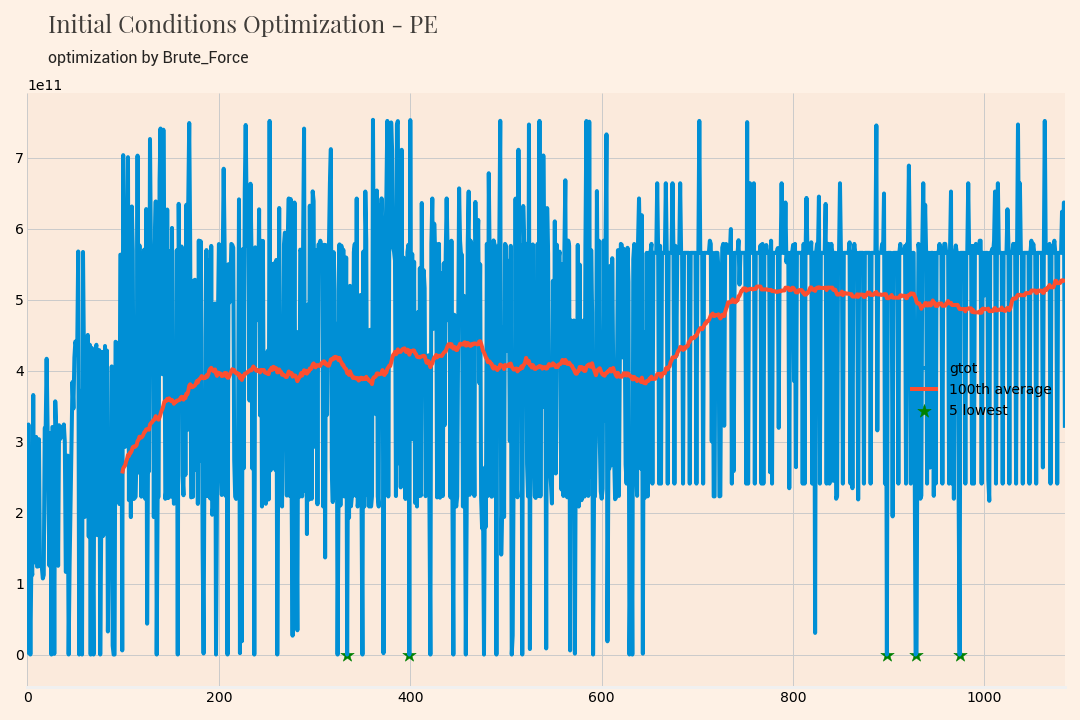 Initial Conditions Optimization - PE
optimization by Brute_Force
1e11
7
6
5
4
3
2
1
0
gtot
100th average
5 lowest
0 200 400 600 800 1000